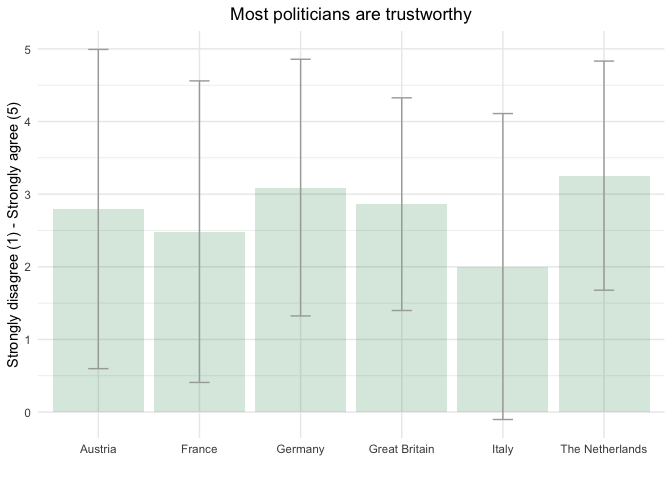 Most politicians are trustworthy
Strongly disagree (1) - Strongly agree (5)
5
4
3
2
1
0
Austria
France
Germany
Great Britain
Italy
The Netherlands